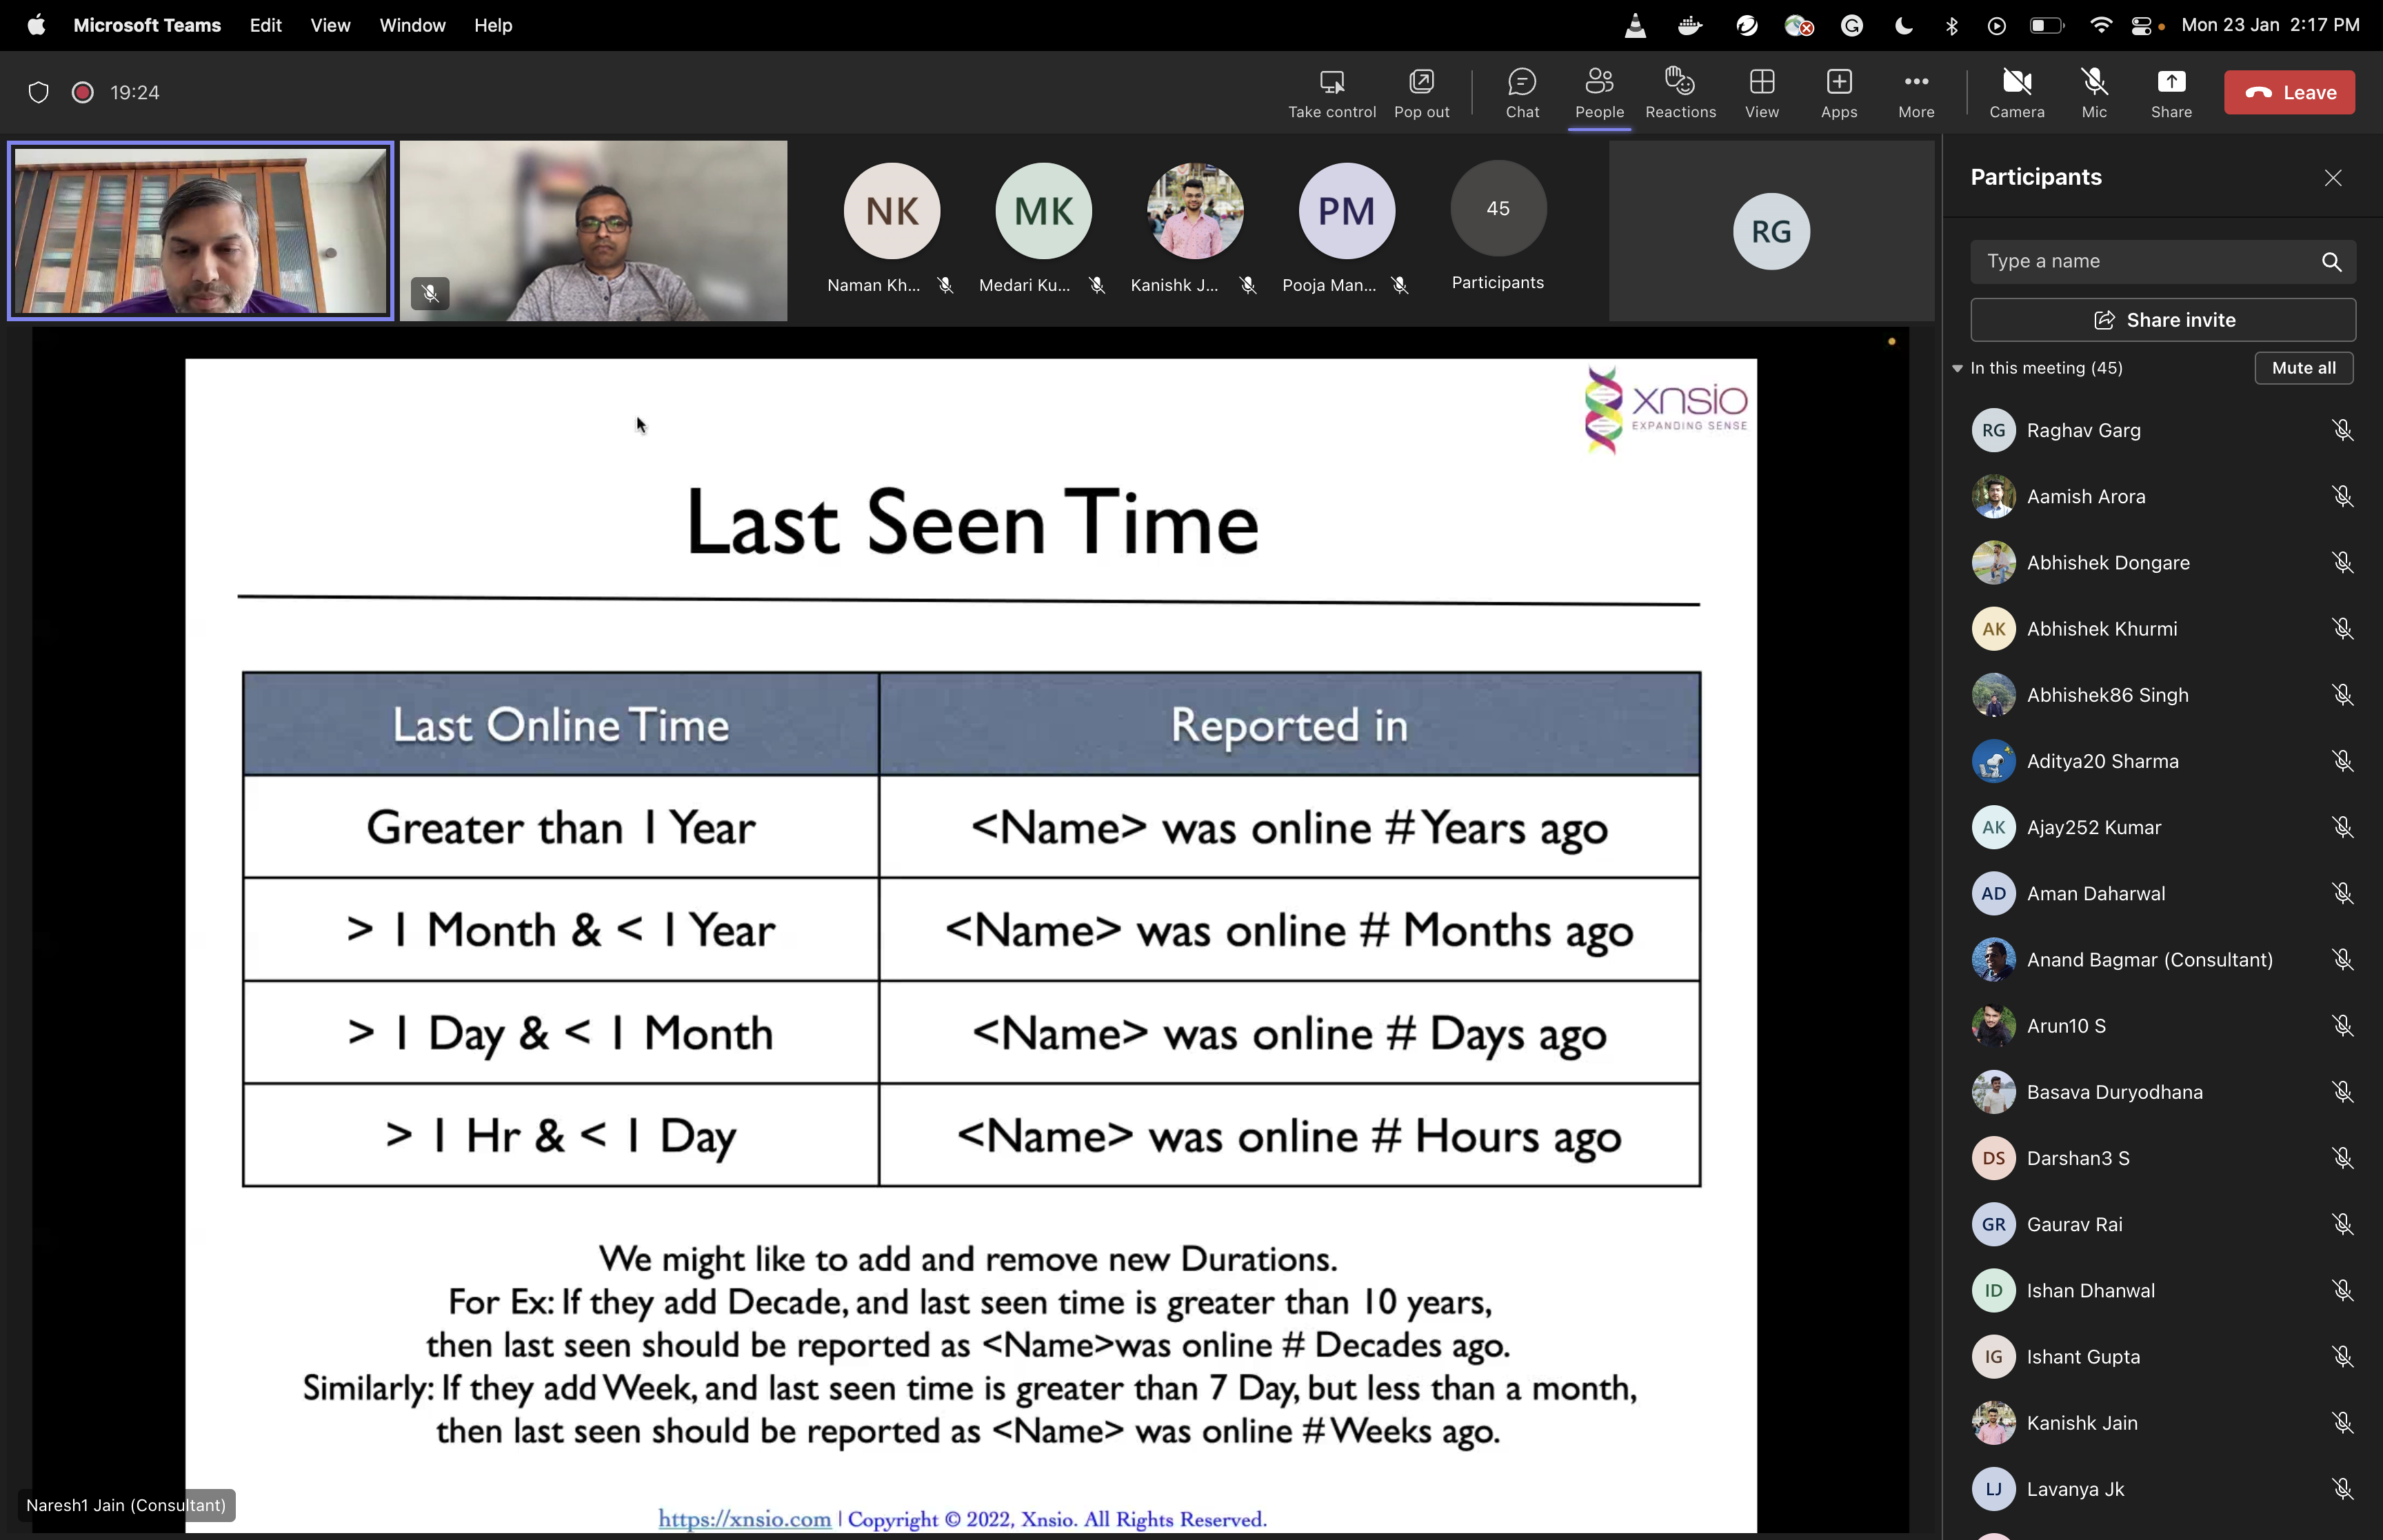 Microsoft Teams Edit View Window Help Mon 23 Jan 2:17 PM
19:24 Take control Pop out Chat People Reactions View Apps More Camera Mic Share Leave
NK MK PM 45 RG
Naman Kh... Medari Ku... Kanishk J... Pooja Man... Participants
xnsio
EXPANDING SENSE
Last Seen Time
Last Online Time Reported in
Greater than 1 Year <Name> was online # Years ago
> 1 Month & < 1 Year <Name> was online # Months ago
> 1 Day & < 1 Month <Name> was online # Days ago
> 1 Hr & < 1 Day <Name> was online # Hours ago
We might like to add and remove new Durations.
For Ex: If they add Decade, and last seen time is greater than 10 years,
then last seen should be reported as <Name>was online # Decades ago.
Similarly: If they add Week, and last seen time is greater than 7 Day, but less than a month,
then last seen should be reported as <Name> was online # Weeks ago.
Naresh1 Jain (Consultant)
https://xnsio.com | Copyright © 2022, Xnsio. All Rights Reserved.
Participants
Type a name
Share invite
In this meeting (45) Mute all
RG Raghav Garg
Aamish Arora
Abhishek Dongare
AK Abhishek Khurmi
Abhishek86 Singh
Aditya20 Sharma
AK Ajay252 Kumar
AD Aman Daharwal
Anand Bagmar (Consultant)
Arun10 S
Basava Duryodhana
DS Darshan3 S
GR Gaurav Rai
ID Ishan Dhanwal
IG Ishant Gupta
Kanishk Jain
LJ Lavanya Jk